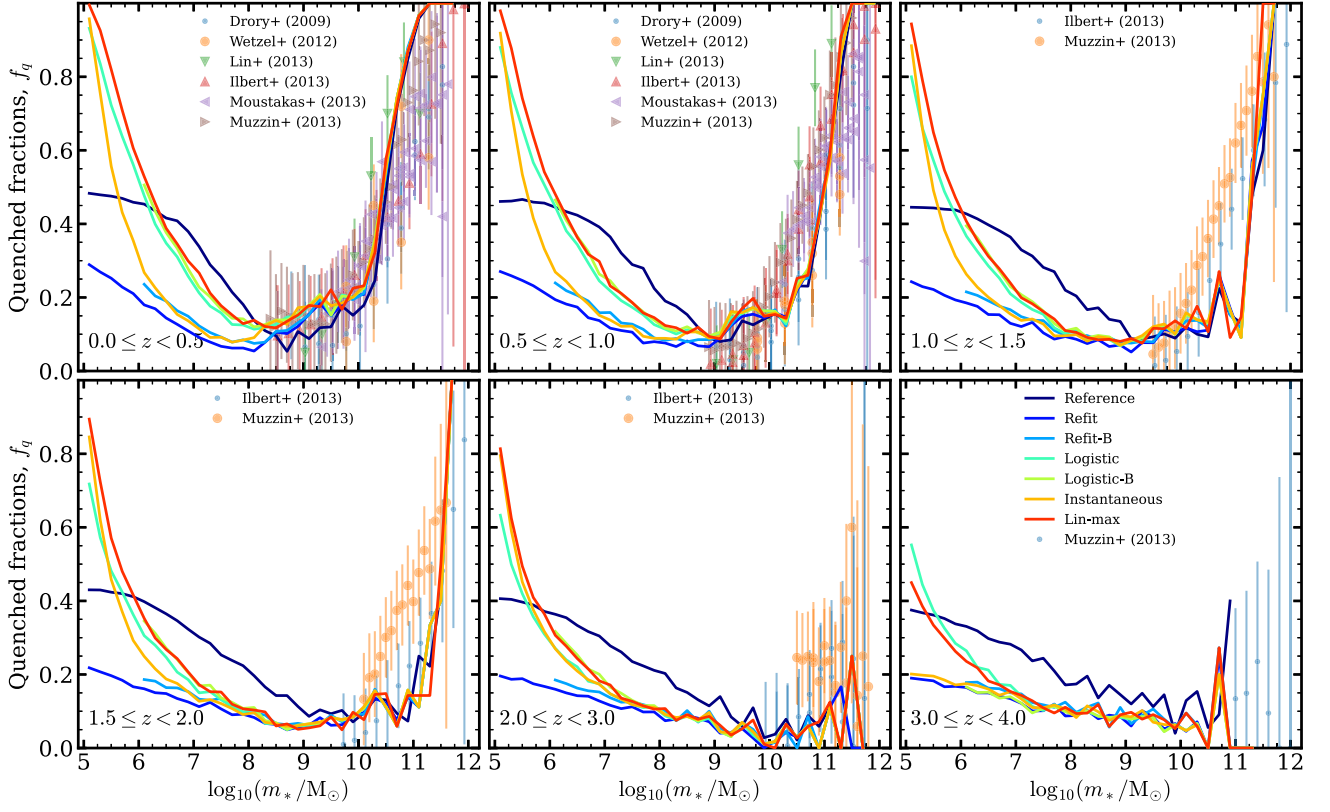 Quenched fractions, f_q
1.0
0.8
0.6
0.4
0.2
0.0
Drory+ (2009)
Wetzel+ (2012)
Lin+ (2013)
Ilbert+ (2013)
Moustakas+ (2013)
Muzzin+ (2013)
0.0 ≤ z < 0.5
Drory+ (2009)
Wetzel+ (2012)
Lin+ (2013)
Ilbert+ (2013)
Moustakas+ (2013)
Muzzin+ (2013)
0.5 ≤ z < 1.0
Ilbert+ (2013)
Muzzin+ (2013)
1.0 ≤ z < 1.5
Quenched fractions, f_q
0.8
0.6
0.4
0.2
0.0
Ilbert+ (2013)
Muzzin+ (2013)
1.5 ≤ z < 2.0
Ilbert+ (2013)
Muzzin+ (2013)
2.0 ≤ z < 3.0
Reference
Refit
Refit-B
Logistic
Logistic-B
Instantaneous
Lin-max
Muzzin+ (2013)
3.0 ≤ z < 4.0
5 6 7 8 9 10 11 12
5 6 7 8 9 10 11 12
5 6 7 8 9 10 11 12
log₁₀(m_*/M_⊙)
log₁₀(m_*/M_⊙)
log₁₀(m_*/M_⊙)